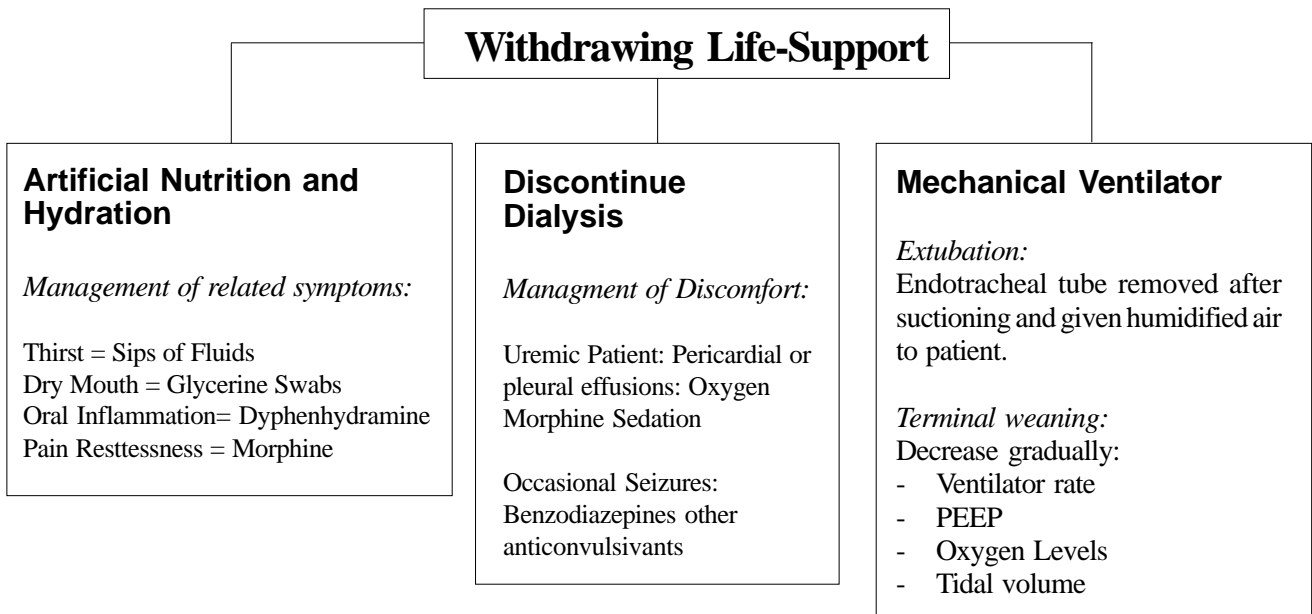 Withdrawing Life-Support
Artificial Nutrition and
Hydration
Management of related symptoms:
Thirst = Sips of Fluids
Dry Mouth = Glycerine Swabs
Oral Inflammation= Dyphenhydramine
Pain Resttessness = Morphine
Discontinue
Dialysis
Managment of Discomfort:
Uremic Patient: Pericardial or
pleural effusions: Oxygen
Morphine Sedation
Occasional Seizures:
Benzodiazepines other
anticonvulsivants
Mechanical Ventilator
Extubation:
Endotracheal tube removed after
suctioning and given humidified air
to patient.
Terminal weaning:
Decrease gradually:
- Ventilator rate
- PEEP
- Oxygen Levels
- Tidal volume